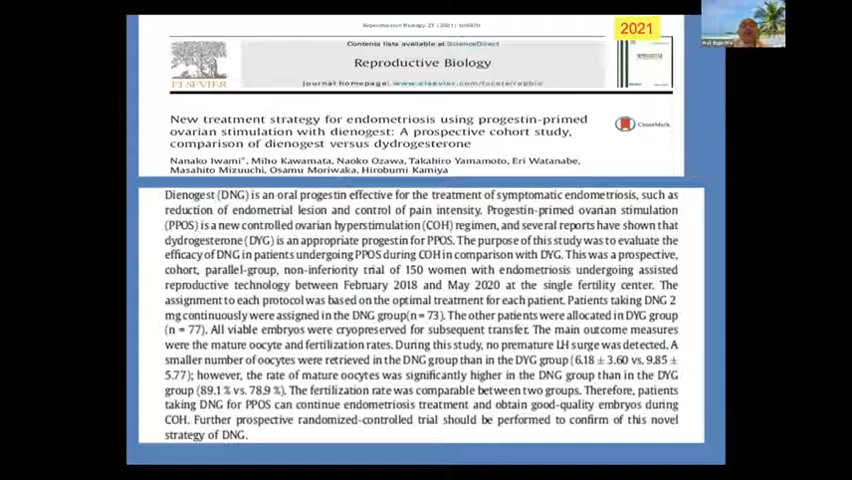 2021
Contents lists available at ScienceDirect
Reproductive Biology
ELSEVIER
journal homepage: www.elsevier.com/locate/repbio
New treatment strategy for endometriosis using progestin-primed
ovarian stimulation with dienogest: A prospective cohort study,
comparison of dienogest versus dydrogesterone
CrossMark
Nanako Iwami*, Miho Kawamata, Naoko Ozawa, Takahiro Yamamoto, Eri Watanabe,
Masahito Mizuuchi, Osamu Moriwaka, Hirobumi Kamiya
Dienogest (DNG) is an oral progestin effective for the treatment of symptomatic endometriosis, such as
reduction of endometrial lesion and control of pain intensity. Progestin-primed ovarian stimulation
(PPOS) is a new controlled ovarian hyperstimulation (COH) regimen, and several reports have shown that
dydrogesterone (DYG) is an appropriate progestin for PPOS. The purpose of this study was to evaluate the
efficacy of DNG in patients undergoing PPOS during COH in comparison with DYG. This was a prospective,
cohort, parallel-group, non-inferiority trial of 150 women with endometriosis undergoing assisted
reproductive technology between February 2018 and May 2020 at the single fertility center. The
assignment to each protocol was based on the optimal treatment for each patient. Patients taking DNG 2
mg continuously were assigned in the DNG group(n = 73). The other patients were allocated in DYG group
(n = 77). All viable embryos were cryopreserved for subsequent transfer. The main outcome measures
were the mature oocyte and fertilization rates. During this study, no premature LH surge was detected. A
smaller number of oocytes were retrieved in the DNG group than in the DYG group (6.18 ± 3.60 vs. 9.85 ±
5.77); however, the rate of mature oocytes was significantly higher in the DNG group than in the DYG
group (89.1 % vs. 78.9 %). The fertilization rate was comparable between two groups. Therefore, patients
taking DNG for PPOS can continue endometriosis treatment and obtain good-quality embryos during
COH. Further prospective randomized-controlled trial should be performed to confirm of this novel
strategy of DNG.